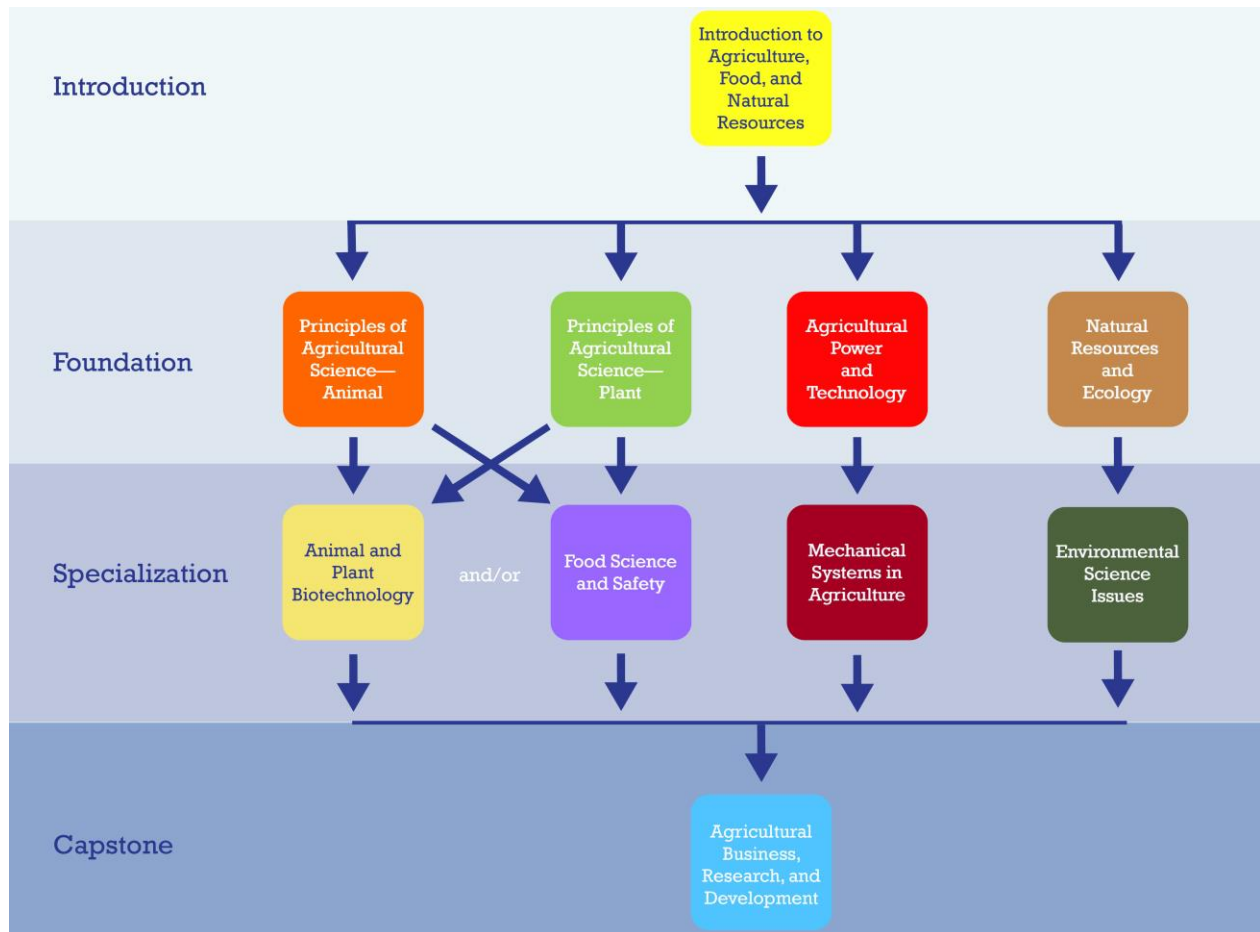 Introduction to
Agriculture,
Food, and
Natural
Resources
Introduction
Principles of
Agricultural
Science—
Animal
Principles of
Agricultural
Science—
Plant
Agricultural
Power
and
Technology
Natural
Resources
and
Ecology
Foundation
Animal and
Plant
Biotechnology
and/or
Food Science
and Safety
Mechanical
Systems in
Agriculture
Environmental
Science
Issues
Specialization
Agricultural
Business,
Research, and
Development
Capstone